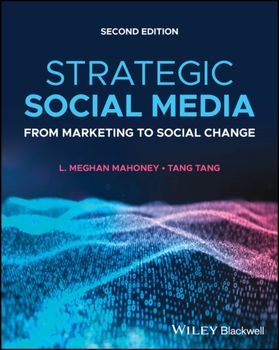 SECOND EDITION
STRATEGIC
SOCIAL MEDIA
FROM MARKETING TO SOCIAL CHANGE
L. MEGHAN MAHONEY • TANG TANG
WILEY Blackwell